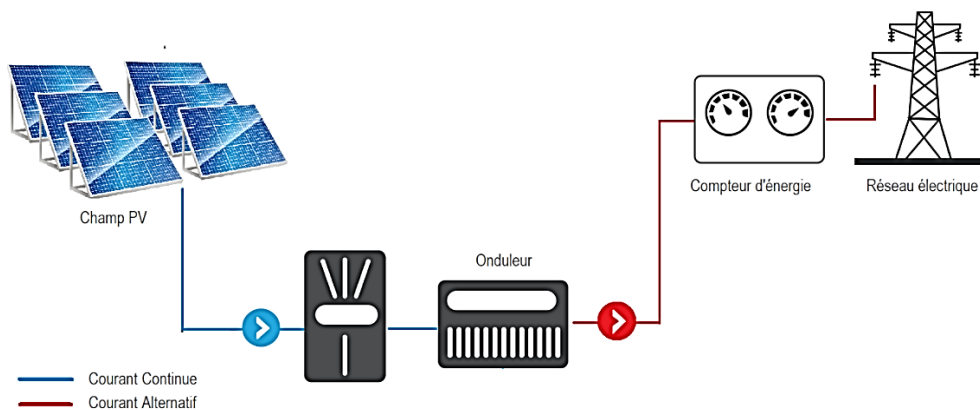 Champ PV
Onduleur
Compteur d'énergie
Réseau électrique
Courant Continue
Courant Alternatif